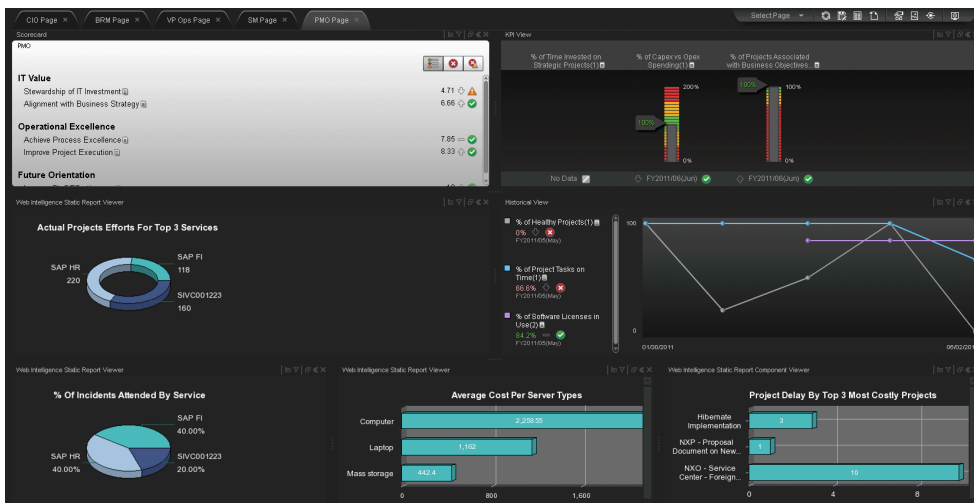 CIO Page × BRM Page × VP Ops Page × SM Page × PMO Page × Select Page
Scorecard
PMO
IT Value
Stewardship of IT Investment 4.71
Alignment with Business Strategy 6.66
Operational Excellence
Achieve Process Excellence 7.85
Improve Project Execution 8.33
Future Orientation
KPI View
% of Time Invested on
Strategic Projects(1)
No Data
% of Capex vs Opex
Spending(1)
200%
100%
0%
FY2011/06(Jun)
% of Projects Associated
with Business Objectives...
100%
100%
0%
FY2011/06(Jun)
Web Intelligence Static Report Viewer
Actual Projects Efforts For Top 3 Services
SAP FI
118
SAP HR
220
SIVC001223
160
Historical View
% of Healthy Projects(1)
0%
FY2011/05(May)
% of Project Tasks on
Time(1)
66.6%
FY2011/05(May)
% of Software Licenses in
Use(2)
84.2%
FY2011/05(May)
100
0
01/30/2011 06/02/201
Web Intelligence Static Report Viewer
% Of Incidents Attended By Service
SAP FI
40.00%
SAP HR
40.00%
SIVC001223
20.00%
Web Intelligence Static Report Viewer
Average Cost Per Server Types
Computer 2,258.55
Laptop 1,162
Mass storage 442.4
0 800 1,600
Web Intelligence Static Report Component Viewer
Project Delay By Top 3 Most Costly Projects
Hibernate
Implementation 3
NXP - Proposal
Document on New... 1
NXO - Service
Center - Foreign... 10
0 4 8